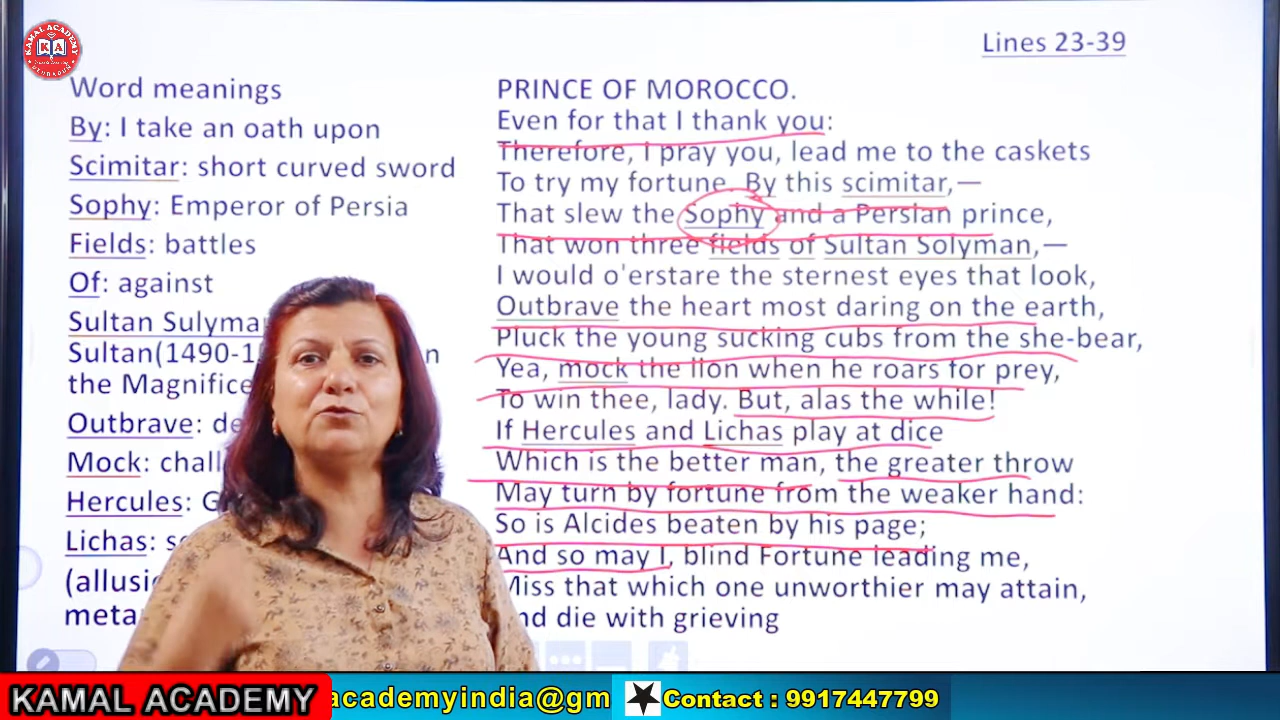 KAMAL ACADEMY
KA
DEHRADUN
Lines 23-39
Word meanings
By: I take an oath upon
Scimitar: short curved sword
Sophy: Emperor of Persia
Fields: battles
Of: against
Sultan
Sultan(1490-1
the
Outbrave:
Mock:
Hercules:
Lichas:
PRINCE OF MOROCCO.
Even for that I thank you:
Therefore, I pray you, lead me to the caskets
To try my fortune. By this scimitar,—
That slew the Sophy and a Persian prince,
That won three fields of Sultan Solyman,—
I would o'erstare the sternest eyes that look,
Outbrave the heart most daring on the earth,
Pluck the young sucking cubs from the she-bear,
Yea, mock the lion when he roars for prey,
To win thee, lady. But, alas the while!
If Hercules and Lichas play at dice
Which is the better man, the greater throw
May turn by fortune from the weaker hand:
So is Alcides beaten by his page;
And so may I, blind Fortune leading me,
Miss that which one unworthier may attain,
And die with grieving
KAMAL ACADEMY
academyindia@gm
Contact : 9917447799